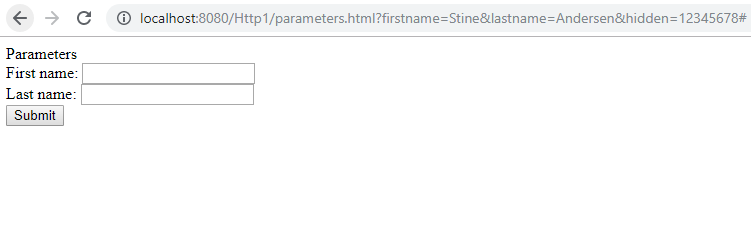 localhost:8080/Http1/parameters.html?firstname=Stine&lastname=Andersen&hidden=12345678#
Parameters
First name:
Last name:
Submit